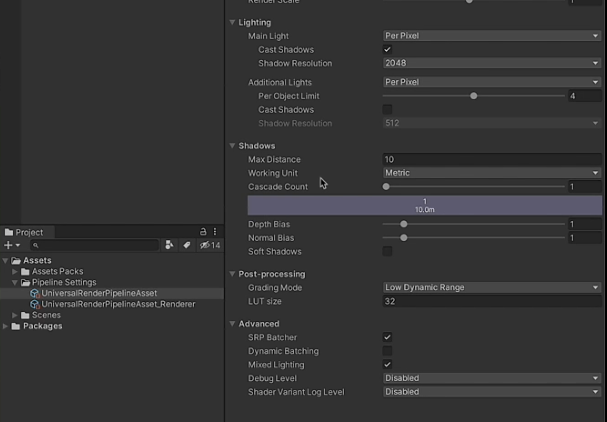 Render Scale 1
Lighting
Main Light Per Pixel
Cast Shadows
Shadow Resolution 2048
Additional Lights Per Pixel
Per Object Limit 4
Cast Shadows
Shadow Resolution 512
Shadows
Max Distance 10
Working Unit Metric
Cascade Count 1
1
10.0m
Depth Bias 1
Normal Bias 1
Soft Shadows
Post-processing
Grading Mode Low Dynamic Range
LUT size 32
Advanced
SRP Batcher
Dynamic Batching
Mixed Lighting
Debug Level Disabled
Shader Variant Log Level Disabled
Project
14
Assets
Assets Packs
Pipeline Settings
UniversalRenderPipelineAsset
UniversalRenderPipelineAsset_Renderer
Scenes
Packages